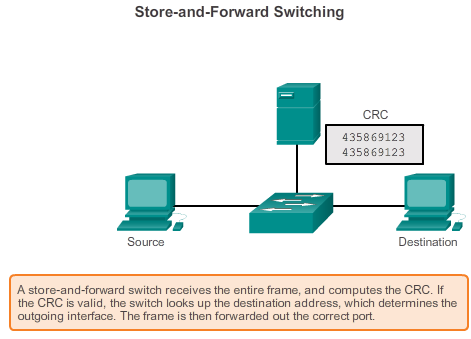 Store-and-Forward Switching
CRC
435869123
435869123
Source
Destination
A store-and-forward switch receives the entire frame, and computes the CRC. If
the CRC is valid, the switch looks up the destination address, which determines the
outgoing interface. The frame is then forwarded out the correct port.